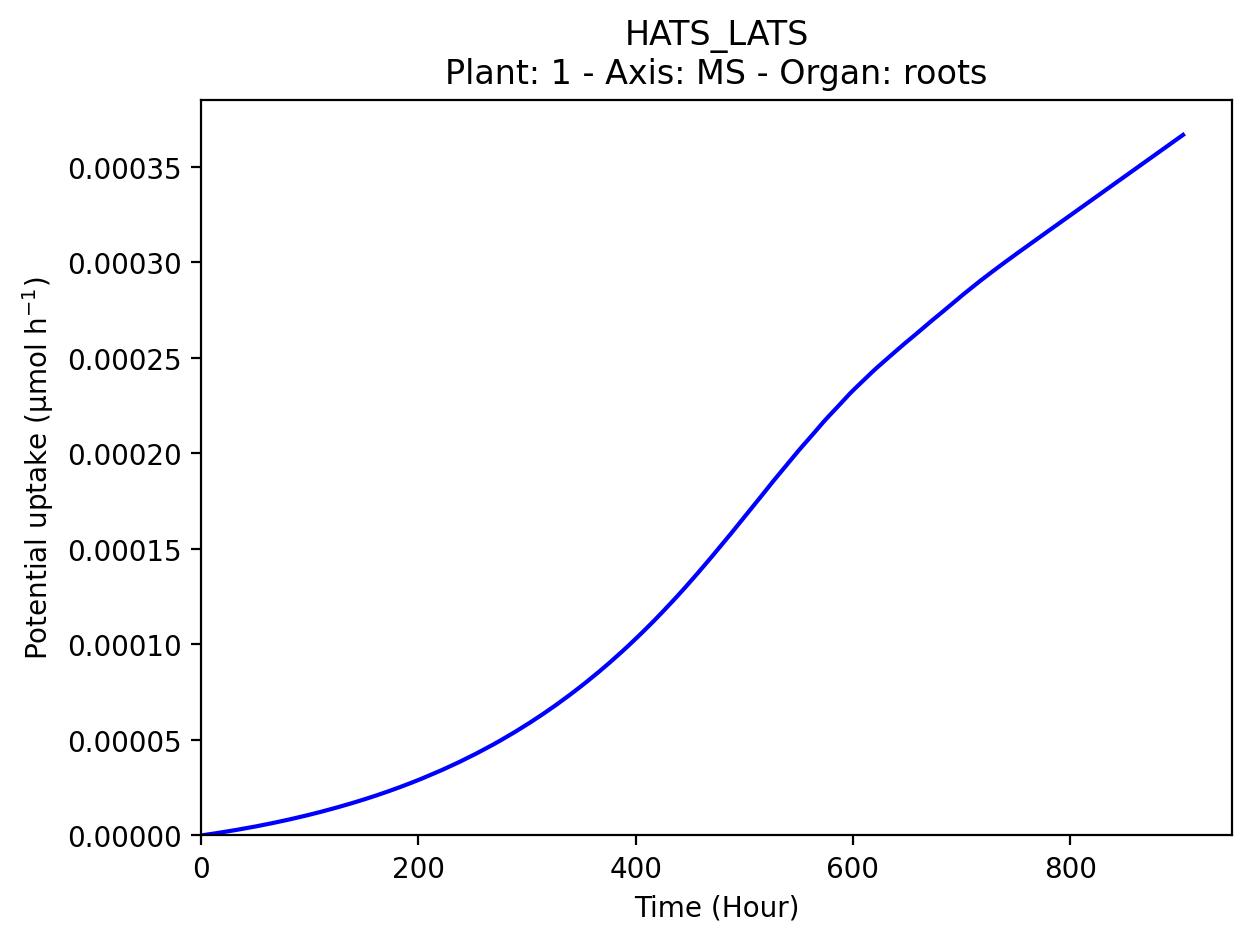 HATS_LATS
Plant: 1 - Axis: MS - Organ: roots
0.00035
0.00030
0.00025
0.00020
0.00015
0.00010
0.00005
0.00000
Potential uptake (µmol h⁻¹)
0 200 400 600 800
Time (Hour)